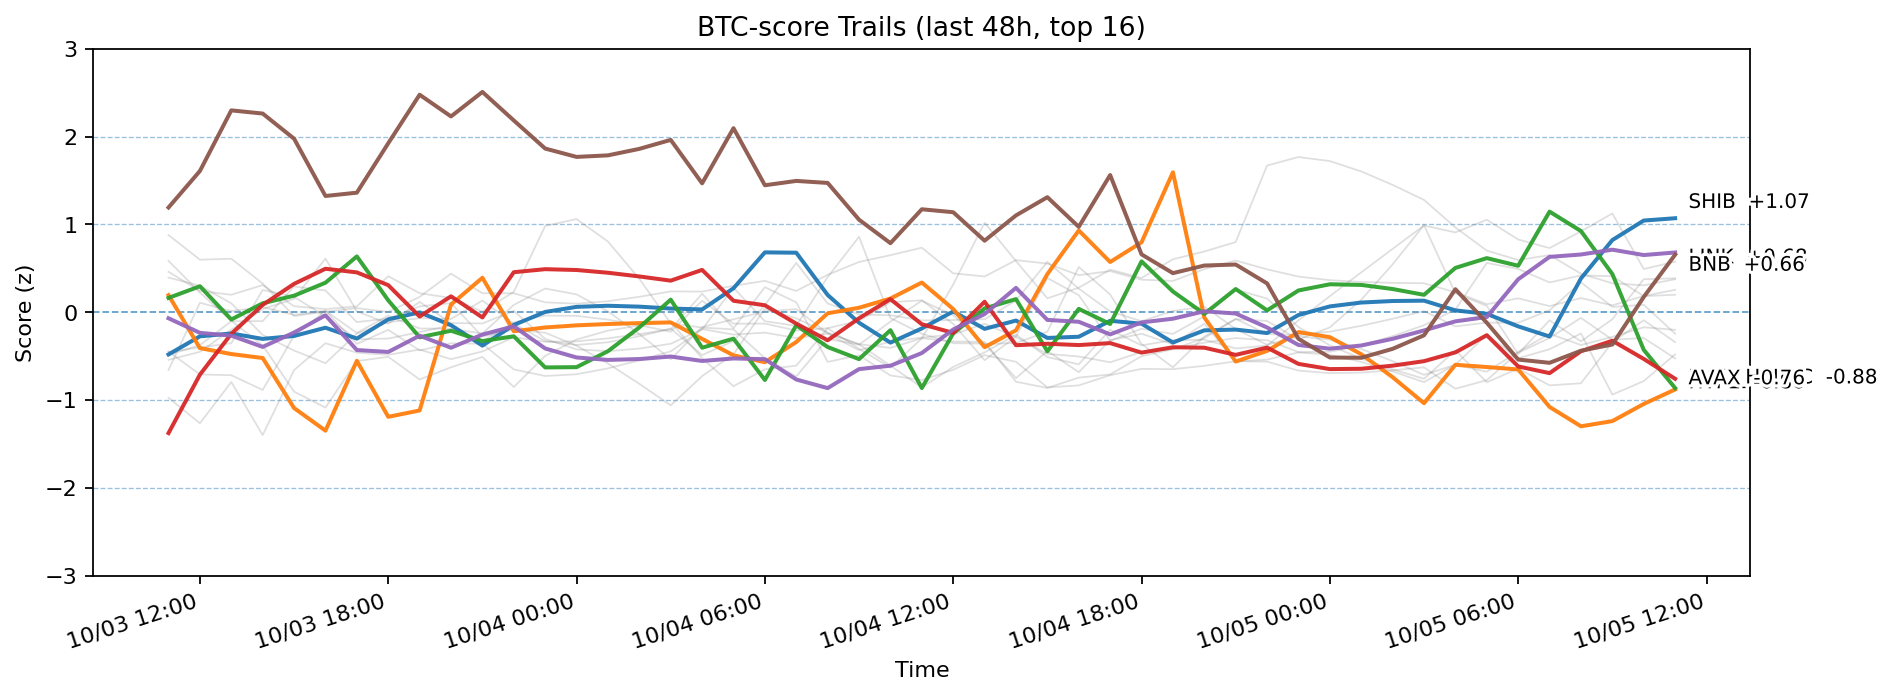 BTC-score Trails (last 48h, top 16)
Score (z)
3
2
1
0
−1
−2
−3
SHIB +1.07
BNB +0.66
AVAX -0.76
-0.88
10/03 12:00
10/03 18:00
10/04 00:00
10/04 06:00
10/04 12:00
10/04 18:00
10/05 00:00
10/05 06:00
10/05 12:00
Time